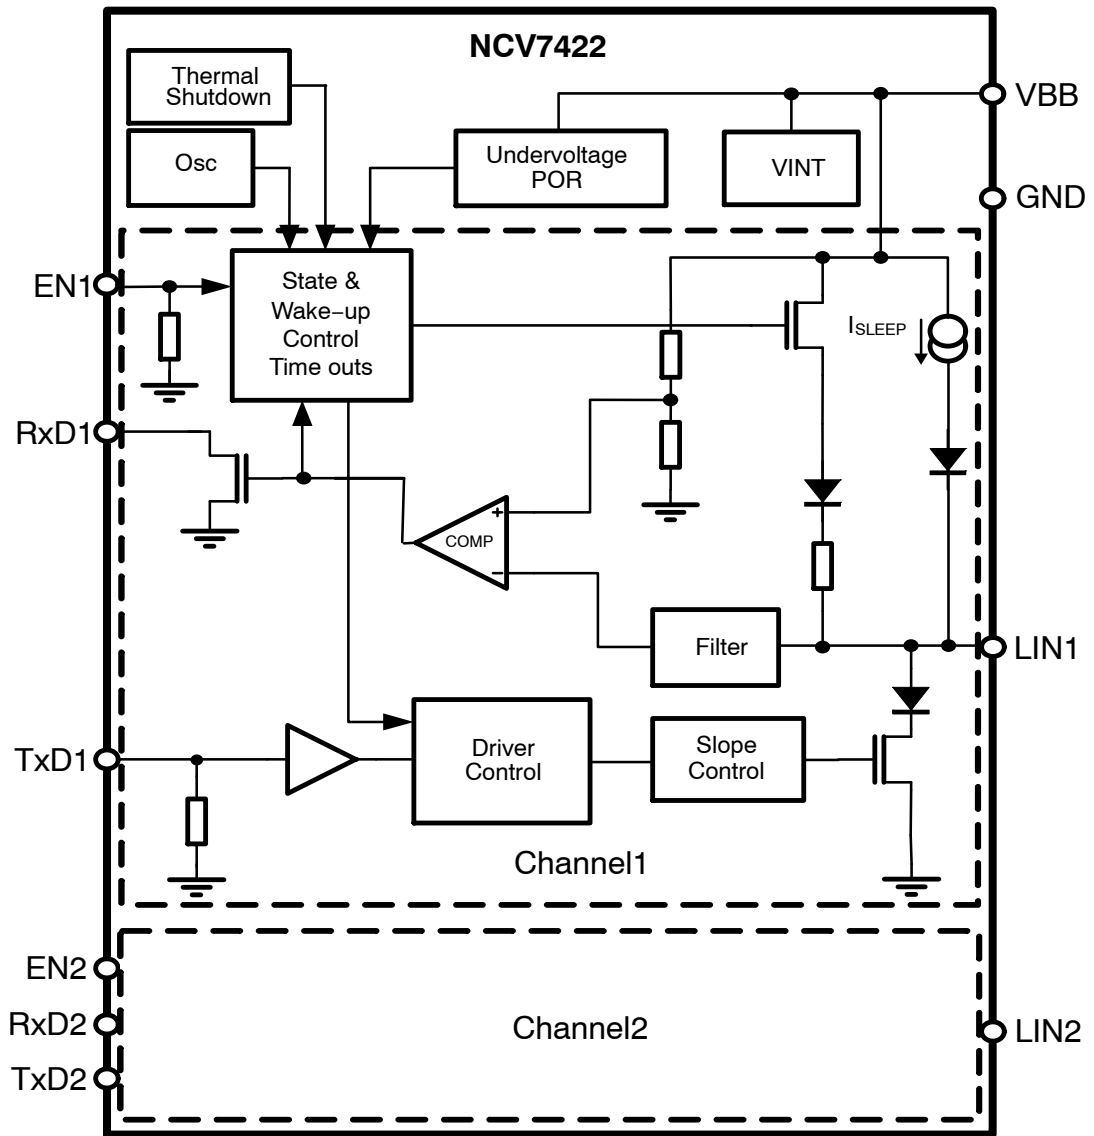 NCV7422
Thermal
Shutdown
Osc
Undervoltage
POR
VINT
VBB
GND
EN1
State &
Wake−up
Control
Time outs
ISLEEP
RxD1
+
COMP
−
Filter
LIN1
TxD1
Driver
Control
Slope
Control
Channel1
EN2
RxD2
TxD2
Channel2
LIN2